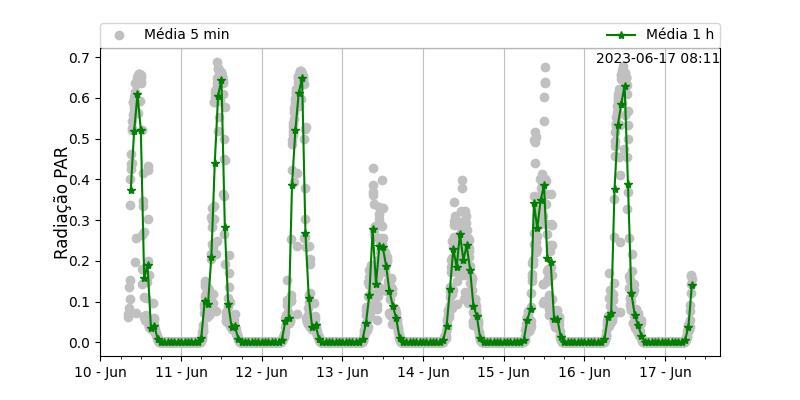 Média 5 min
Média 1 h
2023-06-17 08:11
Radiação PAR
0.7
0.6
0.5
0.4
0.3
0.2
0.1
0.0
10 - Jun
11 - Jun
12 - Jun
13 - Jun
14 - Jun
15 - Jun
16 - Jun
17 - Jun